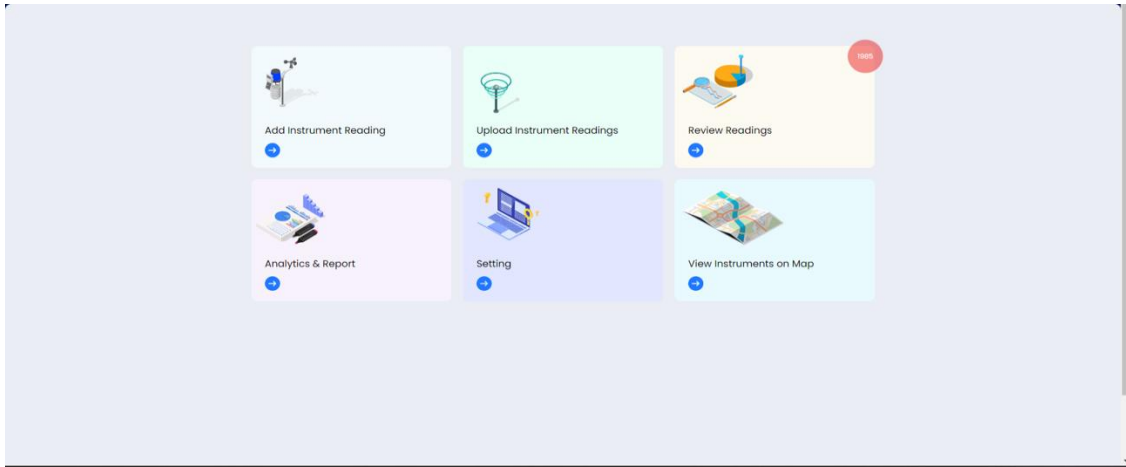 1965
Add Instrument Reading
Upload Instrument Readings
Review Readings
Analytics & Report
Setting
View Instruments on Map